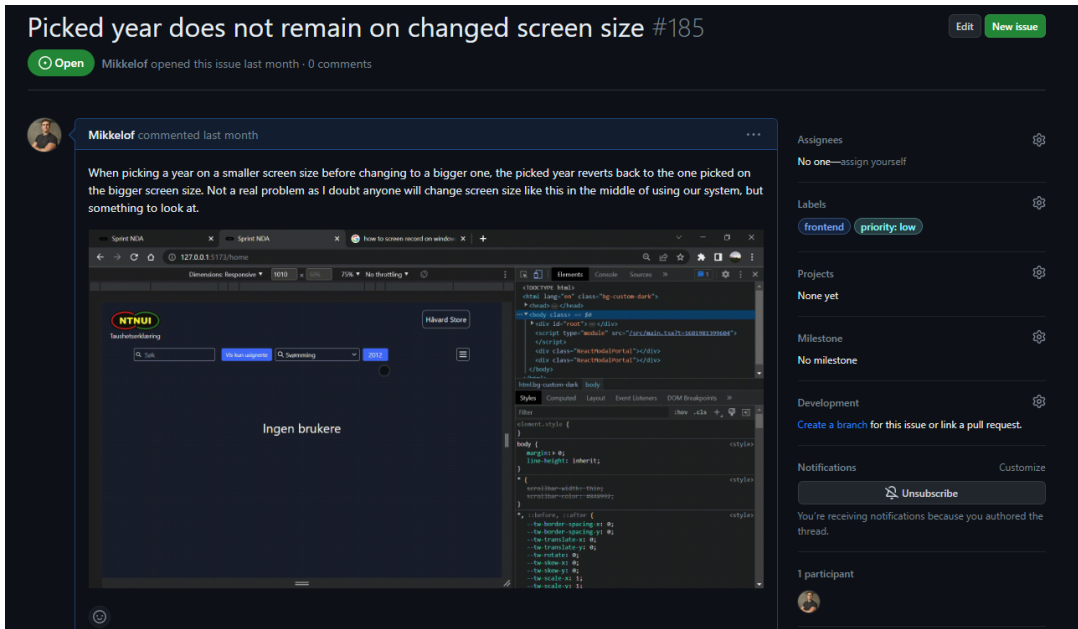 Picked year does not remain on changed screen size #185
Edit
New issue
Open
Mikkelof opened this issue last month · 0 comments
Mikkelof commented last month
When picking a year on a smaller screen size before changing to a bigger one, the picked year reverts back to the one picked on
the bigger screen size. Not a real problem as I doubt anyone will change screen size like this in the middle of using our system, but
something to look at.
Sprint NDA
Sprint NDA
how to screen record on window
127.0.0.1:5173/home
Dimensions: Responsive
1010
75%
No throttling
Elements
Console
Sources
1
<!DOCTYPE html>
<html lang="en" class="bg-custom-dark">
<head></head>
<body class> == $0
<div id="root"></div>
</script>
<div class="ReactModalPortal"></div>
<div class="ReactModalPortal"></div>
</body>
html.bg-custom-dark
body
NTNUI
Taushetserklæring
Håvard Store
Søk
Vis kun usignerte
Svømming
2012
Ingen brukere
Styles
Computed
Layout
Event Listeners
DOM Breakpoints
Filter
:hov .cls
element.style {
}
body {
<style>
margin: 0;
line-height: inherit;
}
* {
<style>
scrollbar-width: thin;
}
*, ::before, ::after {
<style>
--tw-border-spacing-x: 0;
--tw-border-spacing-y: 0;
--tw-translate-x: 0;
--tw-translate-y: 0;
--tw-rotate: 0;
--tw-skew-x: 0;
--tw-skew-y: 0;
--tw-scale-x: 1;
--tw-scale-y: 1;
Assignees
No one—assign yourself
Labels
frontend
priority: low
Projects
None yet
Milestone
No milestone
Development
Create a branch for this issue or link a pull request.
Notifications
Customize
Unsubscribe
You're receiving notifications because you authored the
thread.
1 participant